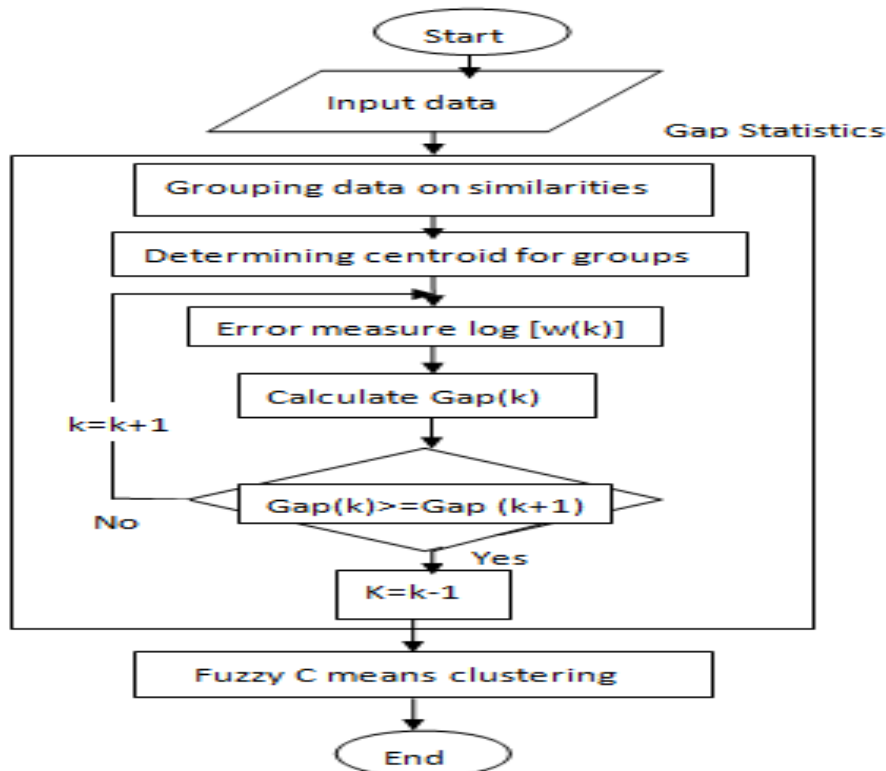 Start
Input data
Gap Statistics
Grouping data on similarities
Determining centroid for groups
Error measure log [w(k)]
Calculate Gap(k)
k=k+1
Gap(k)>=Gap (k+1)
No
Yes
K=k-1
Fuzzy C means clustering
End